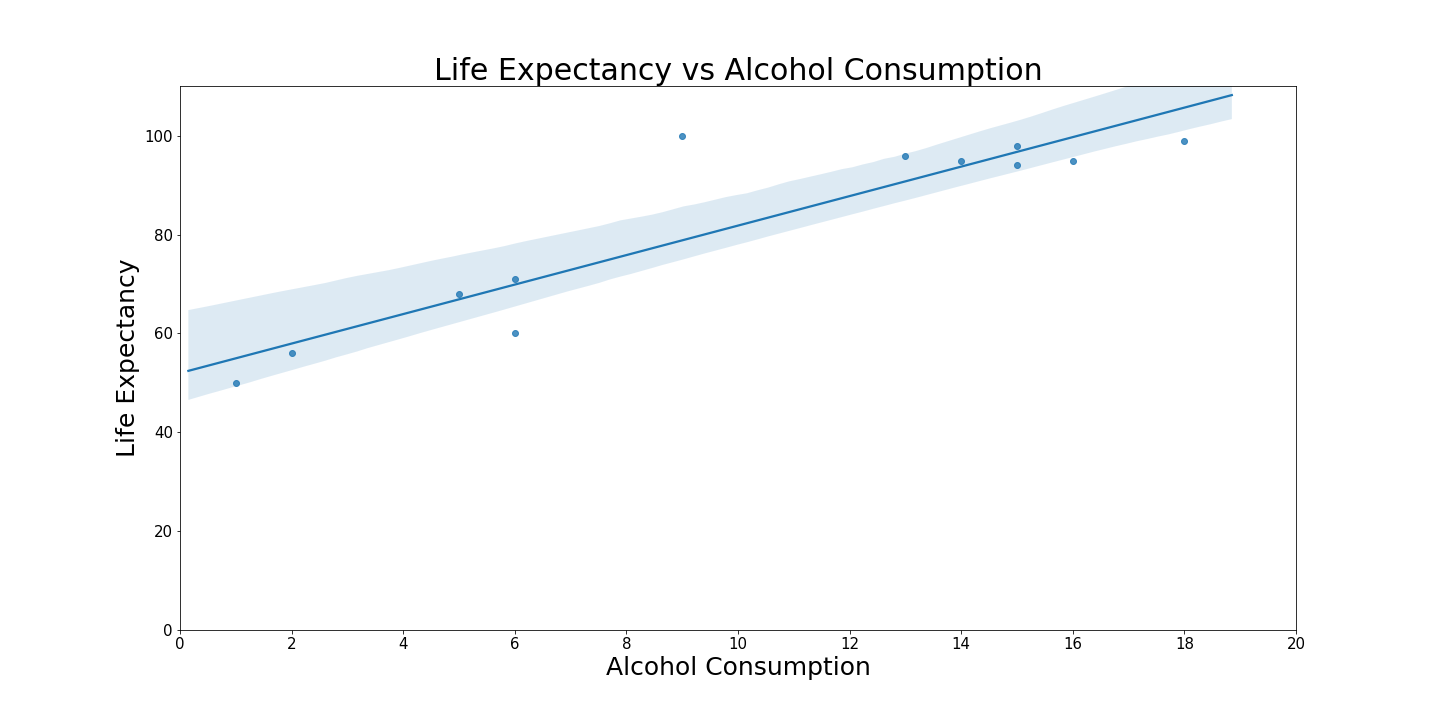 Life Expectancy vs Alcohol Consumption
Life Expectancy
100
80
60
40
20
0
0 2 4 6 8 10 12 14 16 18 20
Alcohol Consumption